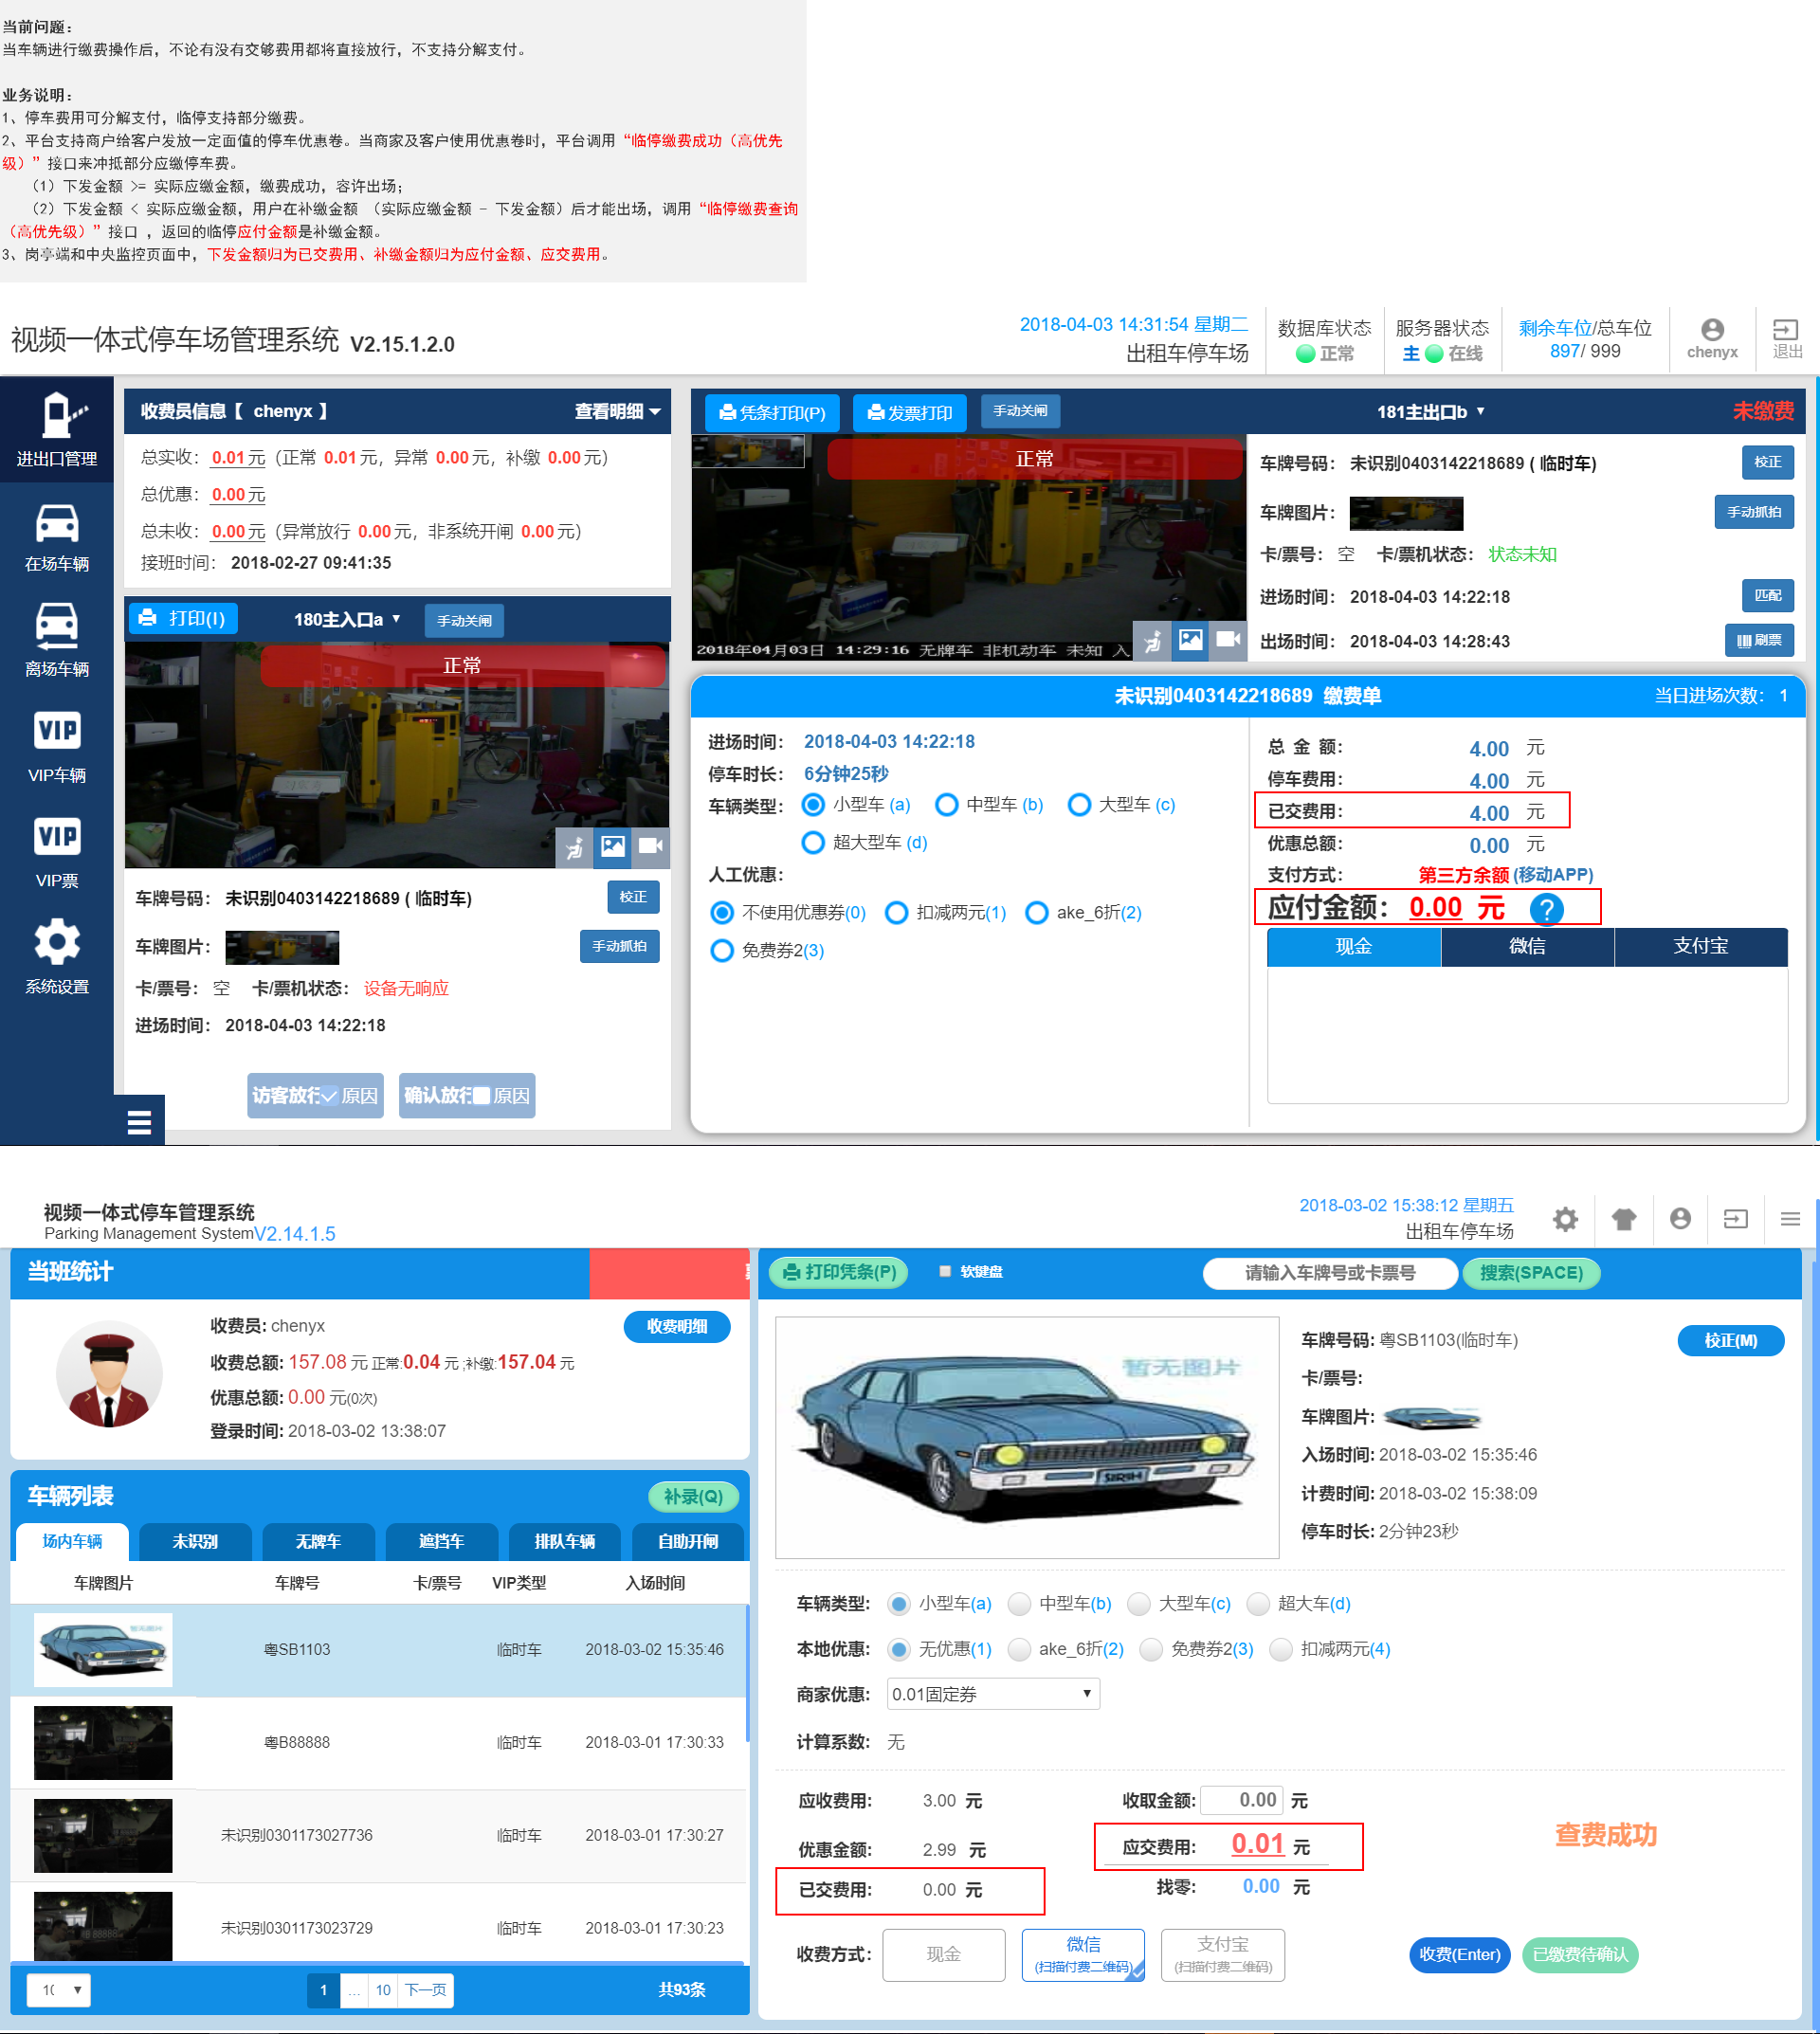 当前问题：
当车辆进行缴费操作后，不论有没有交够费用都将直接放行，不支持分解支付。
业务说明：
1、停车费用可分解支付，临停支持部分缴费。
2、平台支持商户给客户发放一定面值的停车优惠卷。当商家及客户使用优惠卷时，平台调用“临停缴费成功（高优先
级）”接口来冲抵部分应缴停车费。
（1）下发金额 >= 实际应缴金额，缴费成功，容许出场；
（2）下发金额 < 实际应缴金额，用户在补缴金额 （实际应缴金额 - 下发金额）后才能出场，调用“临停缴费查询
（高优先级）”接口 ，返回的临停应付金额是补缴金额。
3、岗亭端和中央监控页面中，下发金额归为已交费用、补缴金额归为应付金额、应交费用。
视频一体式停车场管理系统 V2.15.1.2.0
2018-04-03 14:31:54 星期二
出租车停车场
数据库状态
正常
服务器状态
主 在线
剩余车位/总车位
897/ 999
chenyx
退出
进出口管理
在场车辆
离场车辆
VIP
VIP车辆
VIP
VIP票
系统设置
收费员信息【 chenyx 】 查看明细
总实收： 0.01 元（正常 0.01 元，异常 0.00 元，补缴 0.00 元）
总优惠： 0.00 元
总未收： 0.00 元（异常放行 0.00 元，非系统开闸 0.00 元）
接班时间： 2018-02-27 09:41:35
打印(I) 180主入口a 手动关闸
正常
车牌号码： 未识别0403142218689 ( 临时车) 校正
车牌图片： 手动抓拍
卡/票号： 空 卡/票机状态： 设备无响应
进场时间： 2018-04-03 14:22:18
访客放行 原因 确认放行 原因
凭条打印(P) 发票打印 手动关闸 181主出口b 未缴费
正常
2018年04月03日 14:29:16 无牌车 非机动车 未知 入
车牌号码： 未识别0403142218689 ( 临时车) 校正
车牌图片： 手动抓拍
卡/票号： 空 卡/票机状态： 状态未知
进场时间： 2018-04-03 14:22:18 匹配
出场时间： 2018-04-03 14:28:43 刷票
未识别0403142218689 缴费单 当日进场次数： 1
进场时间： 2018-04-03 14:22:18
停车时长： 6分钟25秒
车辆类型： 小型车 (a) 中型车 (b) 大型车 (c)
超大型车 (d)
人工优惠：
不使用优惠券(0) 扣减两元(1) ake_6折(2)
免费券2(3)
总 金 额： 4.00 元
停车费用： 4.00 元
已交费用： 4.00 元
优惠总额： 0.00 元
支付方式： 第三方余额 (移动APP)
应付金额： 0.00 元 ?
现金 微信 支付宝
视频一体式停车管理系统
Parking Management System V2.14.1.5
2018-03-02 15:38:12 星期五
出租车停车场
当班统计
收费员: chenyx 收费明细
收费总额: 157.08 元 正常:0.04 元 ;补缴:157.04 元
优惠总额: 0.00 元(0次)
登录时间: 2018-03-02 13:38:07
车辆列表 补录(Q)
场内车辆 未识别 无牌车 遮挡车 排队车辆 自助开闸
车牌图片 车牌号 卡/票号 VIP类型 入场时间
粤SB1103 临时车 2018-03-02 15:35:46
粤B88888 临时车 2018-03-01 17:30:33
未识别0301173027736 临时车 2018-03-01 17:30:27
未识别0301173023729 临时车 2018-03-01 17:30:23
1 ... 10 下一页 共93条
打印凭条(P) 软键盘 请输入车牌号或卡票号 搜索(SPACE)
暂无图片
车牌号码: 粤SB1103(临时车) 校正(M)
卡/票号:
车牌图片:
入场时间: 2018-03-02 15:35:46
计费时间: 2018-03-02 15:38:09
停车时长: 2分钟23秒
车辆类型: 小型车(a) 中型车(b) 大型车(c) 超大车(d)
本地优惠: 无优惠(1) ake_6折(2) 免费券2(3) 扣减两元(4)
商家优惠: 0.01固定券
计算系数: 无
应收费用: 3.00 元 收取金额: 0.00 元
优惠金额: 2.99 元 应交费用: 0.01 元 查费成功
已交费用: 0.00 元 找零: 0.00 元
收费方式: 现金 微信 (扫描付费二维码) 支付宝 (扫描付费二维码) 收费(Enter) 已缴费待确认